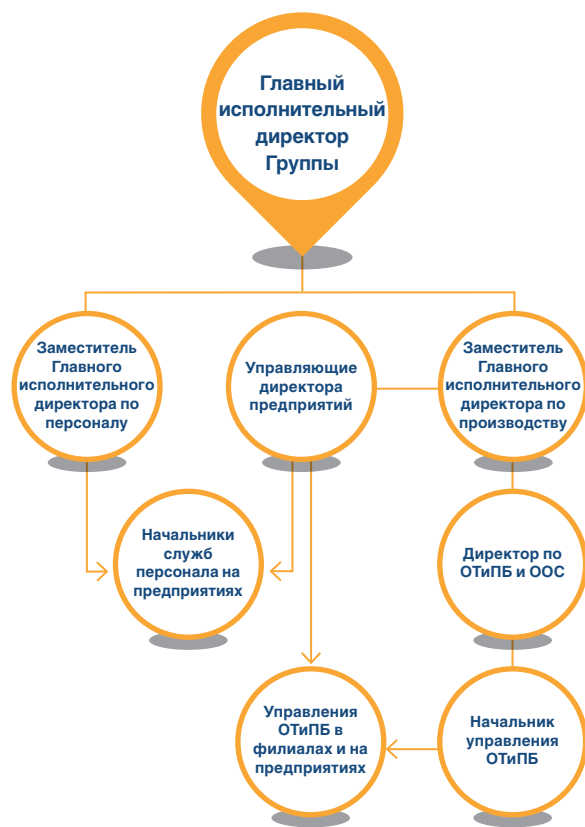 Главный
исполнительный
директор
Группы
Заместитель
Главного
исполнительного
директора по
персоналу
Управляющие
директора
предприятий
Заместитель
Главного
исполнительного
директора по
производству
Начальники
служб
персонала на
предприятиях
Директор по
ОТиПБ и ООС
Управления
ОТиПБ в
филиалах и на
предприятиях
Начальник
управления
ОТиПБ